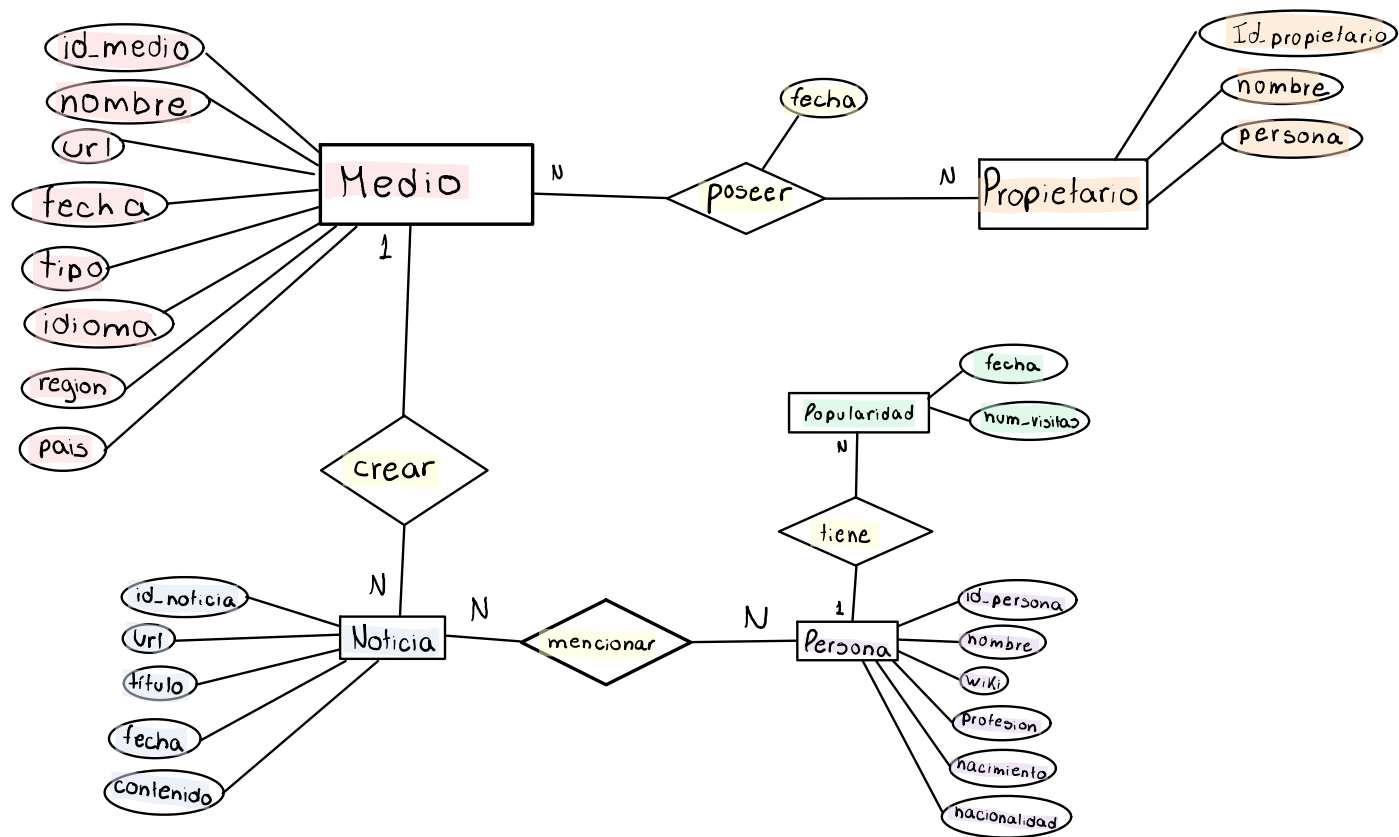 id_medio
nombre
url
fecha
tipo
idioma
region
pais
Medio
1
N
fecha
poseer
N
Propietario
Id_propietario
nombre
persona
crear
N
Popularidad
N
fecha
num_visitas
tiene
1
id_noticia
url
título
fecha
contenido
Noticia
N
mencionar
N
Persona
id_persona
nombre
wiki
profesion
nacimiento
nacionalidad